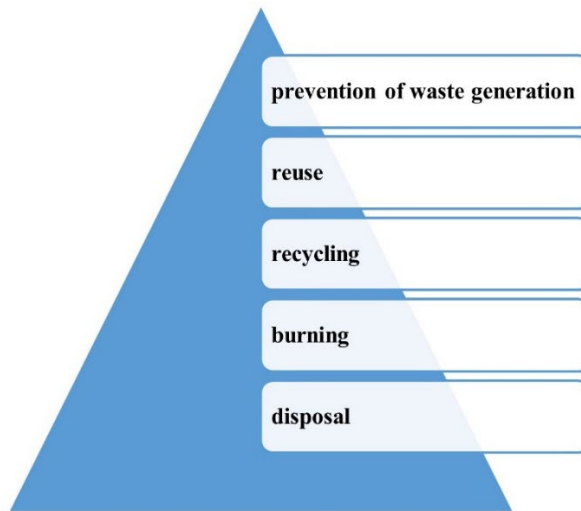 prevention of waste generation
reuse
recycling
burning
disposal